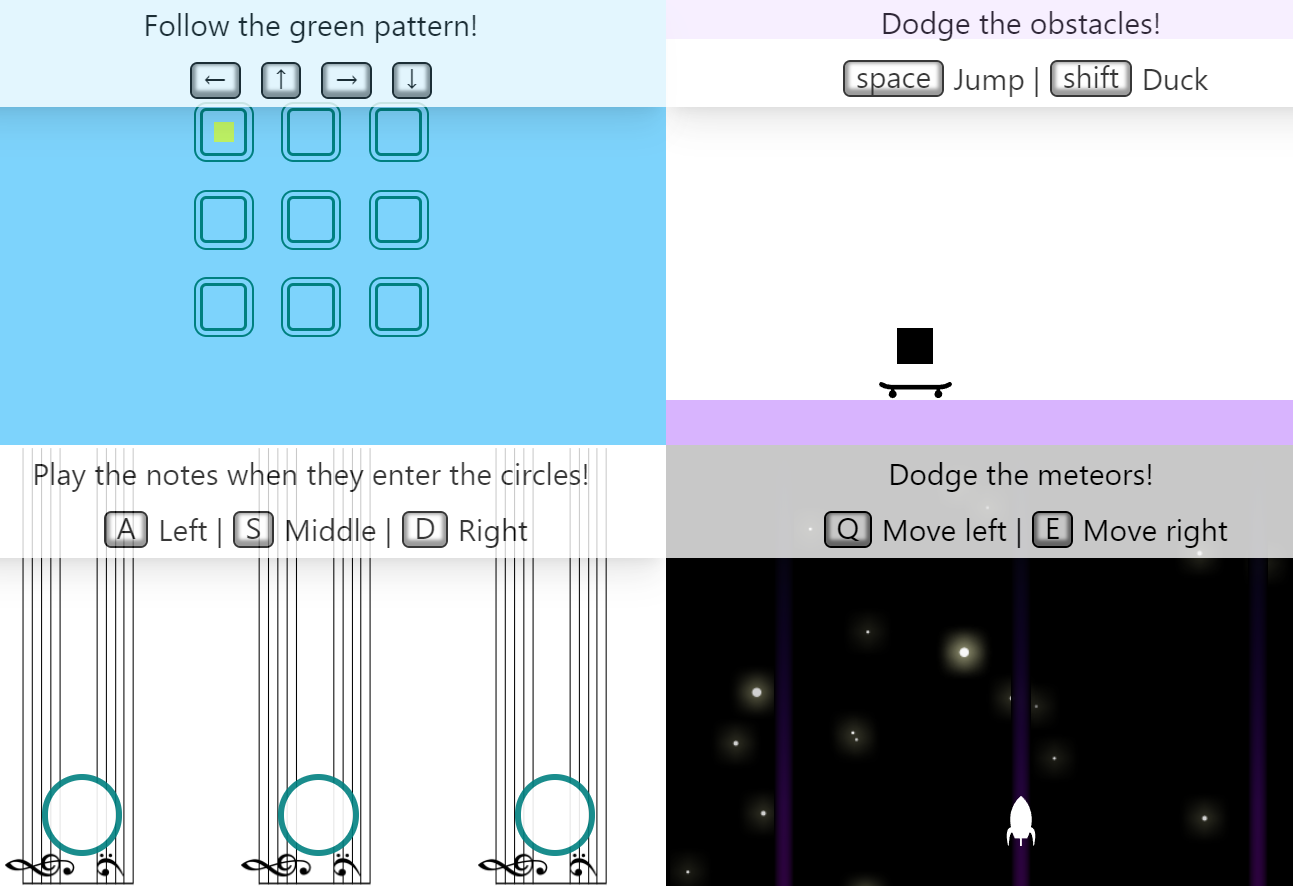 Follow the green pattern!
← ↑ → ↓
Dodge the obstacles!
space Jump | shift Duck
Play the notes when they enter the circles!
A Left | S Middle | D Right
Dodge the meteors!
Q Move left | E Move right